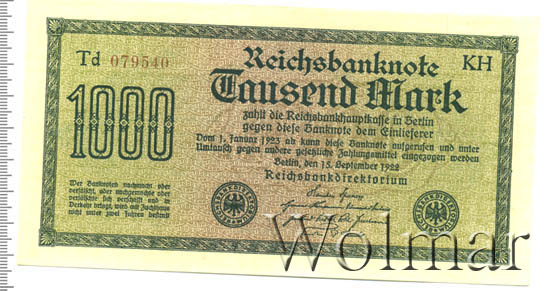 Td 079540
KH
Reichsbanknote
Tausend Mark
1000
zahlt die Reichsbankhauptkasse in Berlin
gegen diese Banknote dem Einlieferer
Vom 1. Januar 1923 ab kann diese Banknote aufgerufen und unter
Umtausch gegen andere gesetzliche Zahlungsmittel eingezogen werden
Berlin, den 15. September 1922
Reichsbankdirektorium
Wer Banknoten nachmacht oder
verfälscht, oder nachgemachte oder
verfälschte sich verschafft und in
Verkehr bringt, wird mit Zuchthaus
nicht unter zwei Jahren bestraft
Wolmar